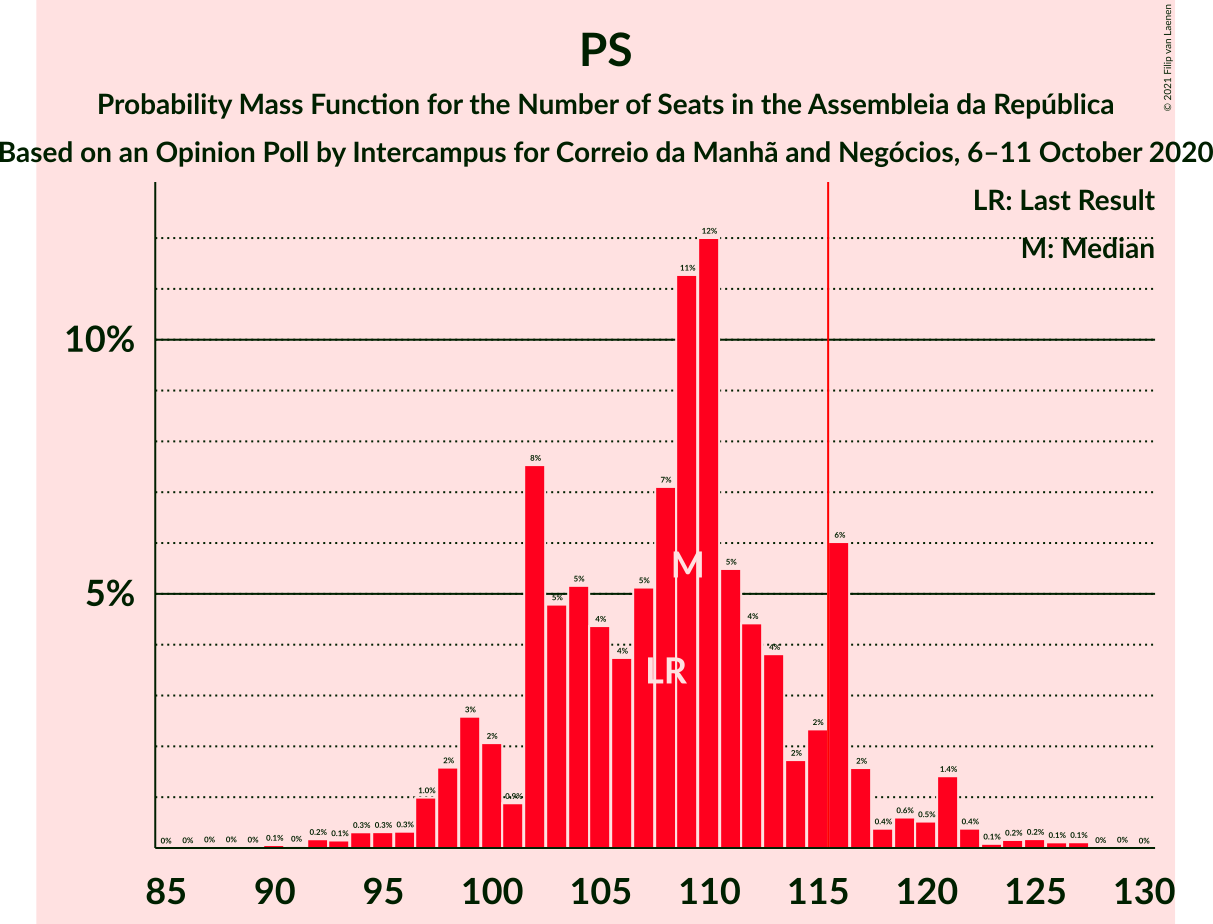 PS
Probability Mass Function for the Number of Seats in the Assembleia da República
Based on an Opinion Poll by Intercampus for Correio da Manhã and Negócios, 6–11 October 2020
© 2021 Filip van Laenen
LR: Last Result
M: Median
10%
5%
0% 0% 0% 0% 0% 0.1% 0% 0.2% 0.1% 0.3% 0.3% 0.3% 1.0% 2% 3% 2% 0.9% 8% 5% 5% 4% 4% 5% 7% 11% 12% 5% 4% 4% 2% 2% 6% 2% 0.4% 0.6% 0.5% 1.4% 0.4% 0.1% 0.2% 0.2% 0.1% 0.1% 0% 0% 0%
M
LR
85 90 95 100 105 110 115 120 125 130